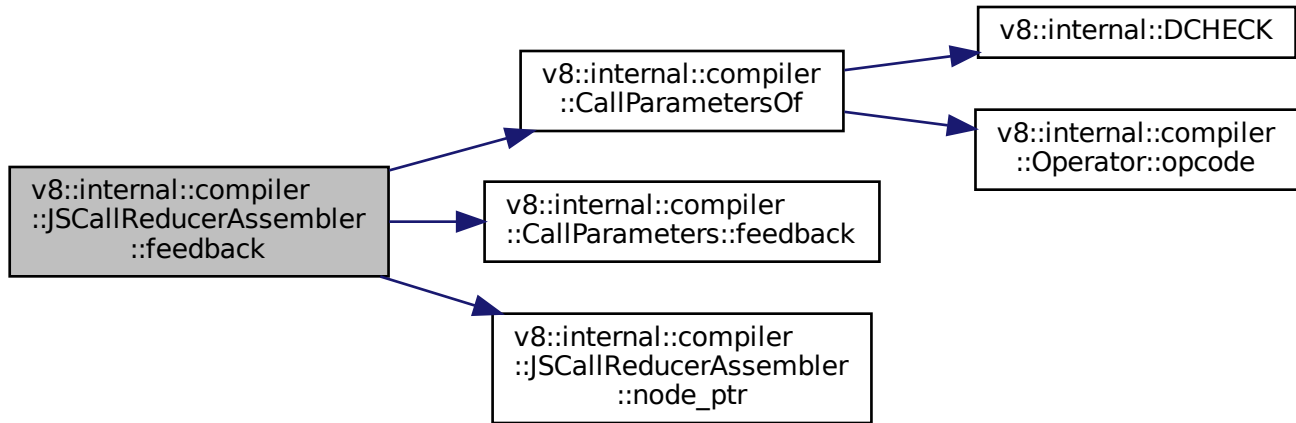 v8::internal::compiler
::JSCallReducerAssembler
::feedback
v8::internal::compiler
::CallParametersOf
v8::internal::DCHECK
v8::internal::compiler
::Operator::opcode
v8::internal::compiler
::CallParameters::feedback
v8::internal::compiler
::JSCallReducerAssembler
::node_ptr